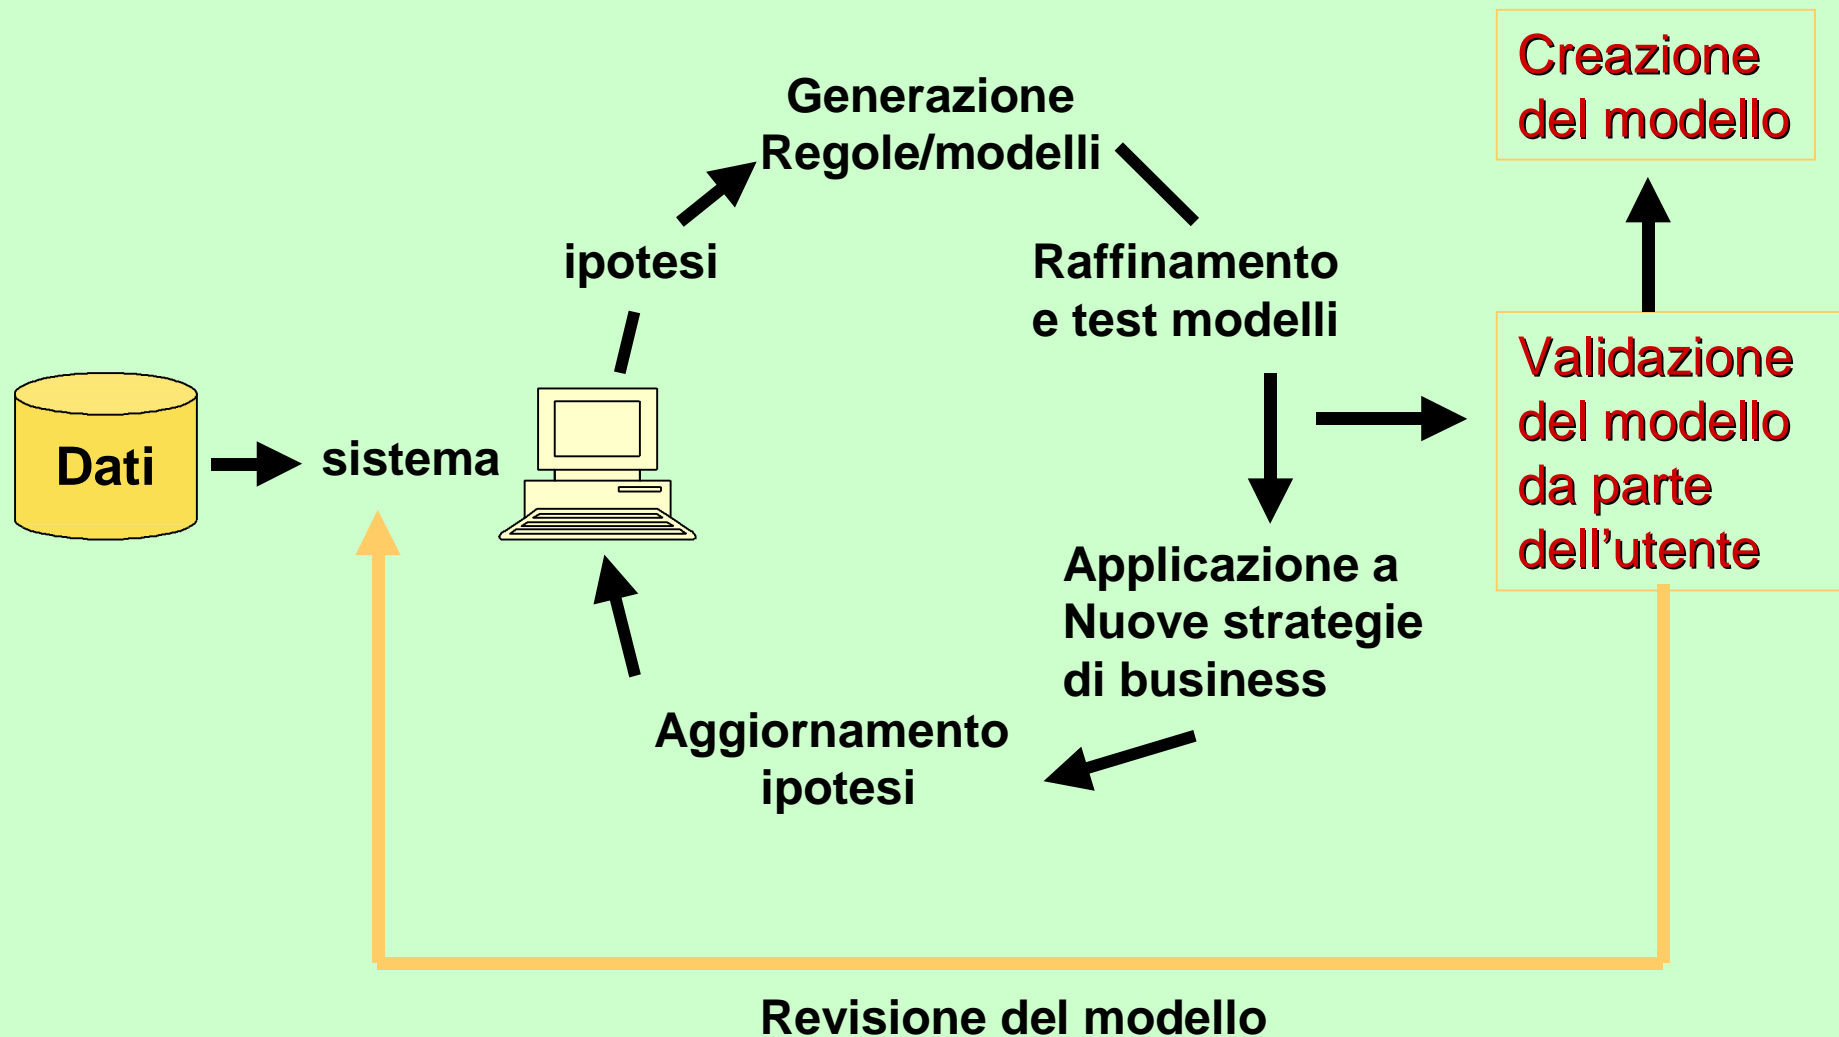 Creazione
del modello
Generazione
Regole/modelli
ipotesi
Raffinamento
e test modelli
Validazione
del modello
da parte
dell’utente
Dati
sistema
Applicazione a
Nuove strategie
di business
Aggiornamento
ipotesi
Revisione del modello